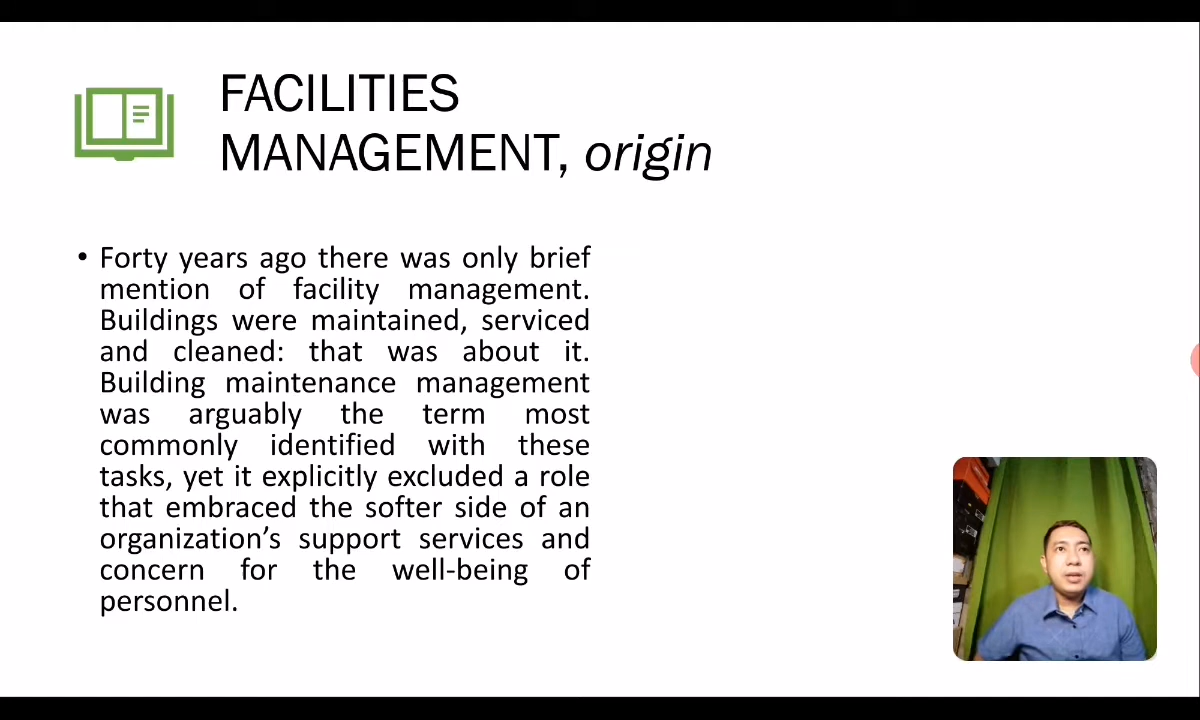 FACILITIES
MANAGEMENT, origin
• Forty years ago there was only brief
mention of facility management.
Buildings were maintained, serviced
and cleaned: that was about it.
Building maintenance management
was arguably the term most
commonly identified with these
tasks, yet it explicitly excluded a role
that embraced the softer side of an
organization’s support services and
concern for the well-being of
personnel.